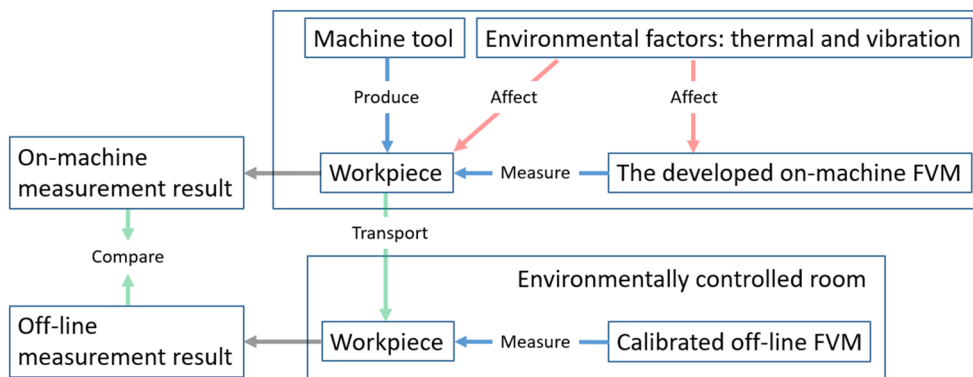 Machine tool
Environmental factors: thermal and vibration
Produce
Affect
Affect
On-machine
measurement result
Workpiece
Measure
The developed on-machine FVM
Transport
Compare
Environmentally controlled room
Off-line
measurement result
Workpiece
Measure
Calibrated off-line FVM